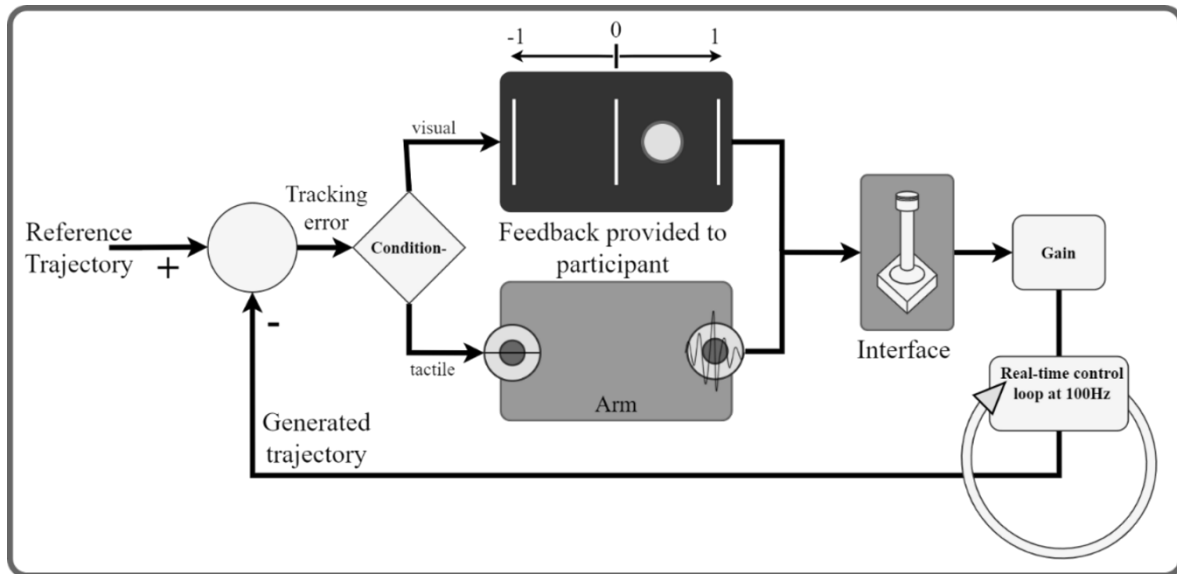 -1 0 1
visual
Reference
Trajectory
+
-
Tracking
error
Condition-
Feedback provided to
participant
tactile
Arm
Interface
Gain
Real-time control
loop at 100Hz
Generated
trajectory